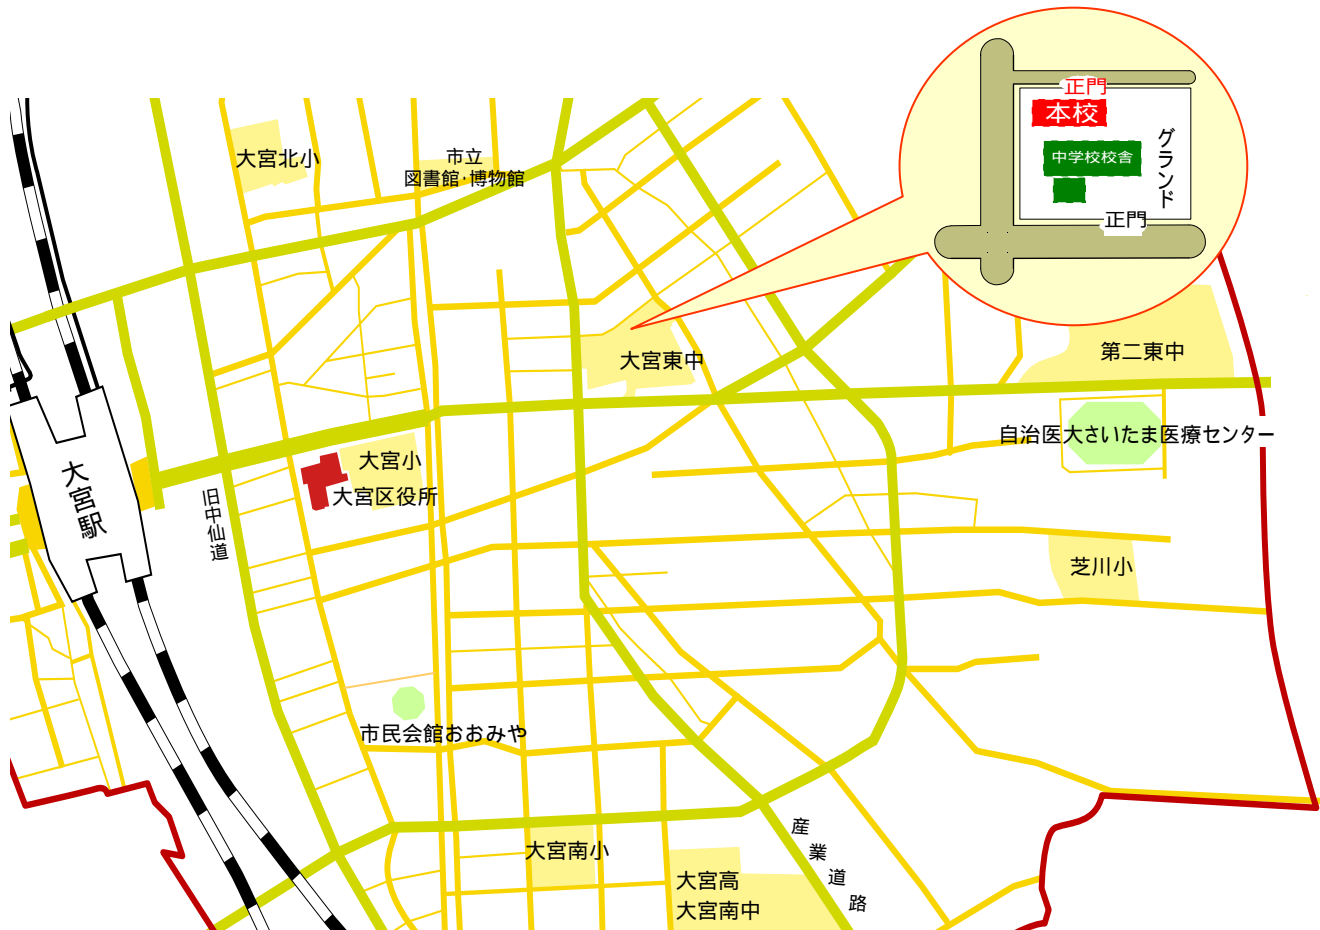 正門
本校
中学校校舎
グランド
正門
大宮北小
市立
図書館・博物館
大宮東中
第二東中
自治医大さいたま医療センター
大宮小
大宮区役所
大宮駅
旧中仙道
芝川小
市民会館おおみや
産業道路
大宮南小
大宮高
大宮南中